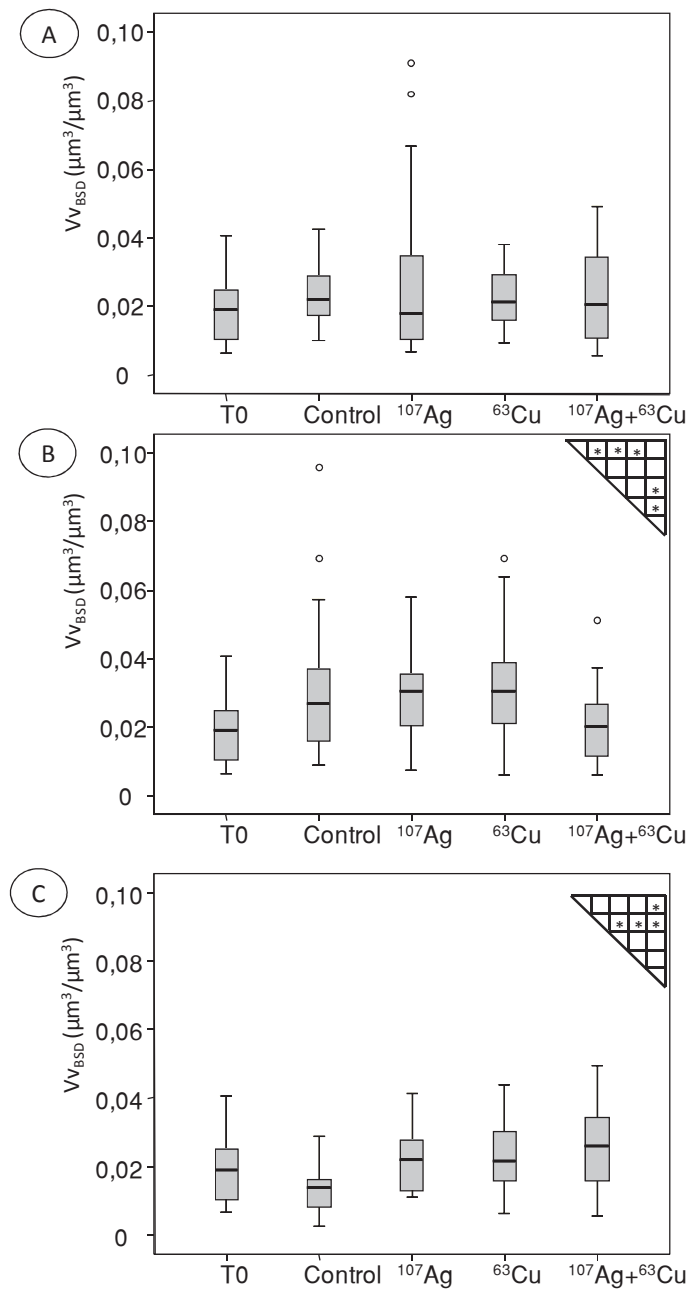 A
Vv_BSD (µm³/µm³)
0,10
0,08
0,06
0,04
0,02
0
T0 Control ¹⁰⁷Ag ⁶³Cu ¹⁰⁷Ag+⁶³Cu
B
Vv_BSD (µm³/µm³)
0,10
* * *
0,08
*
*
0,06
0,04
0,02
0
T0 Control ¹⁰⁷Ag ⁶³Cu ¹⁰⁷Ag+⁶³Cu
C
Vv_BSD (µm³/µm³)
0,10
*
* * *
0,08
0,06
0,04
0,02
0
T0 Control ¹⁰⁷Ag ⁶³Cu ¹⁰⁷Ag+⁶³Cu